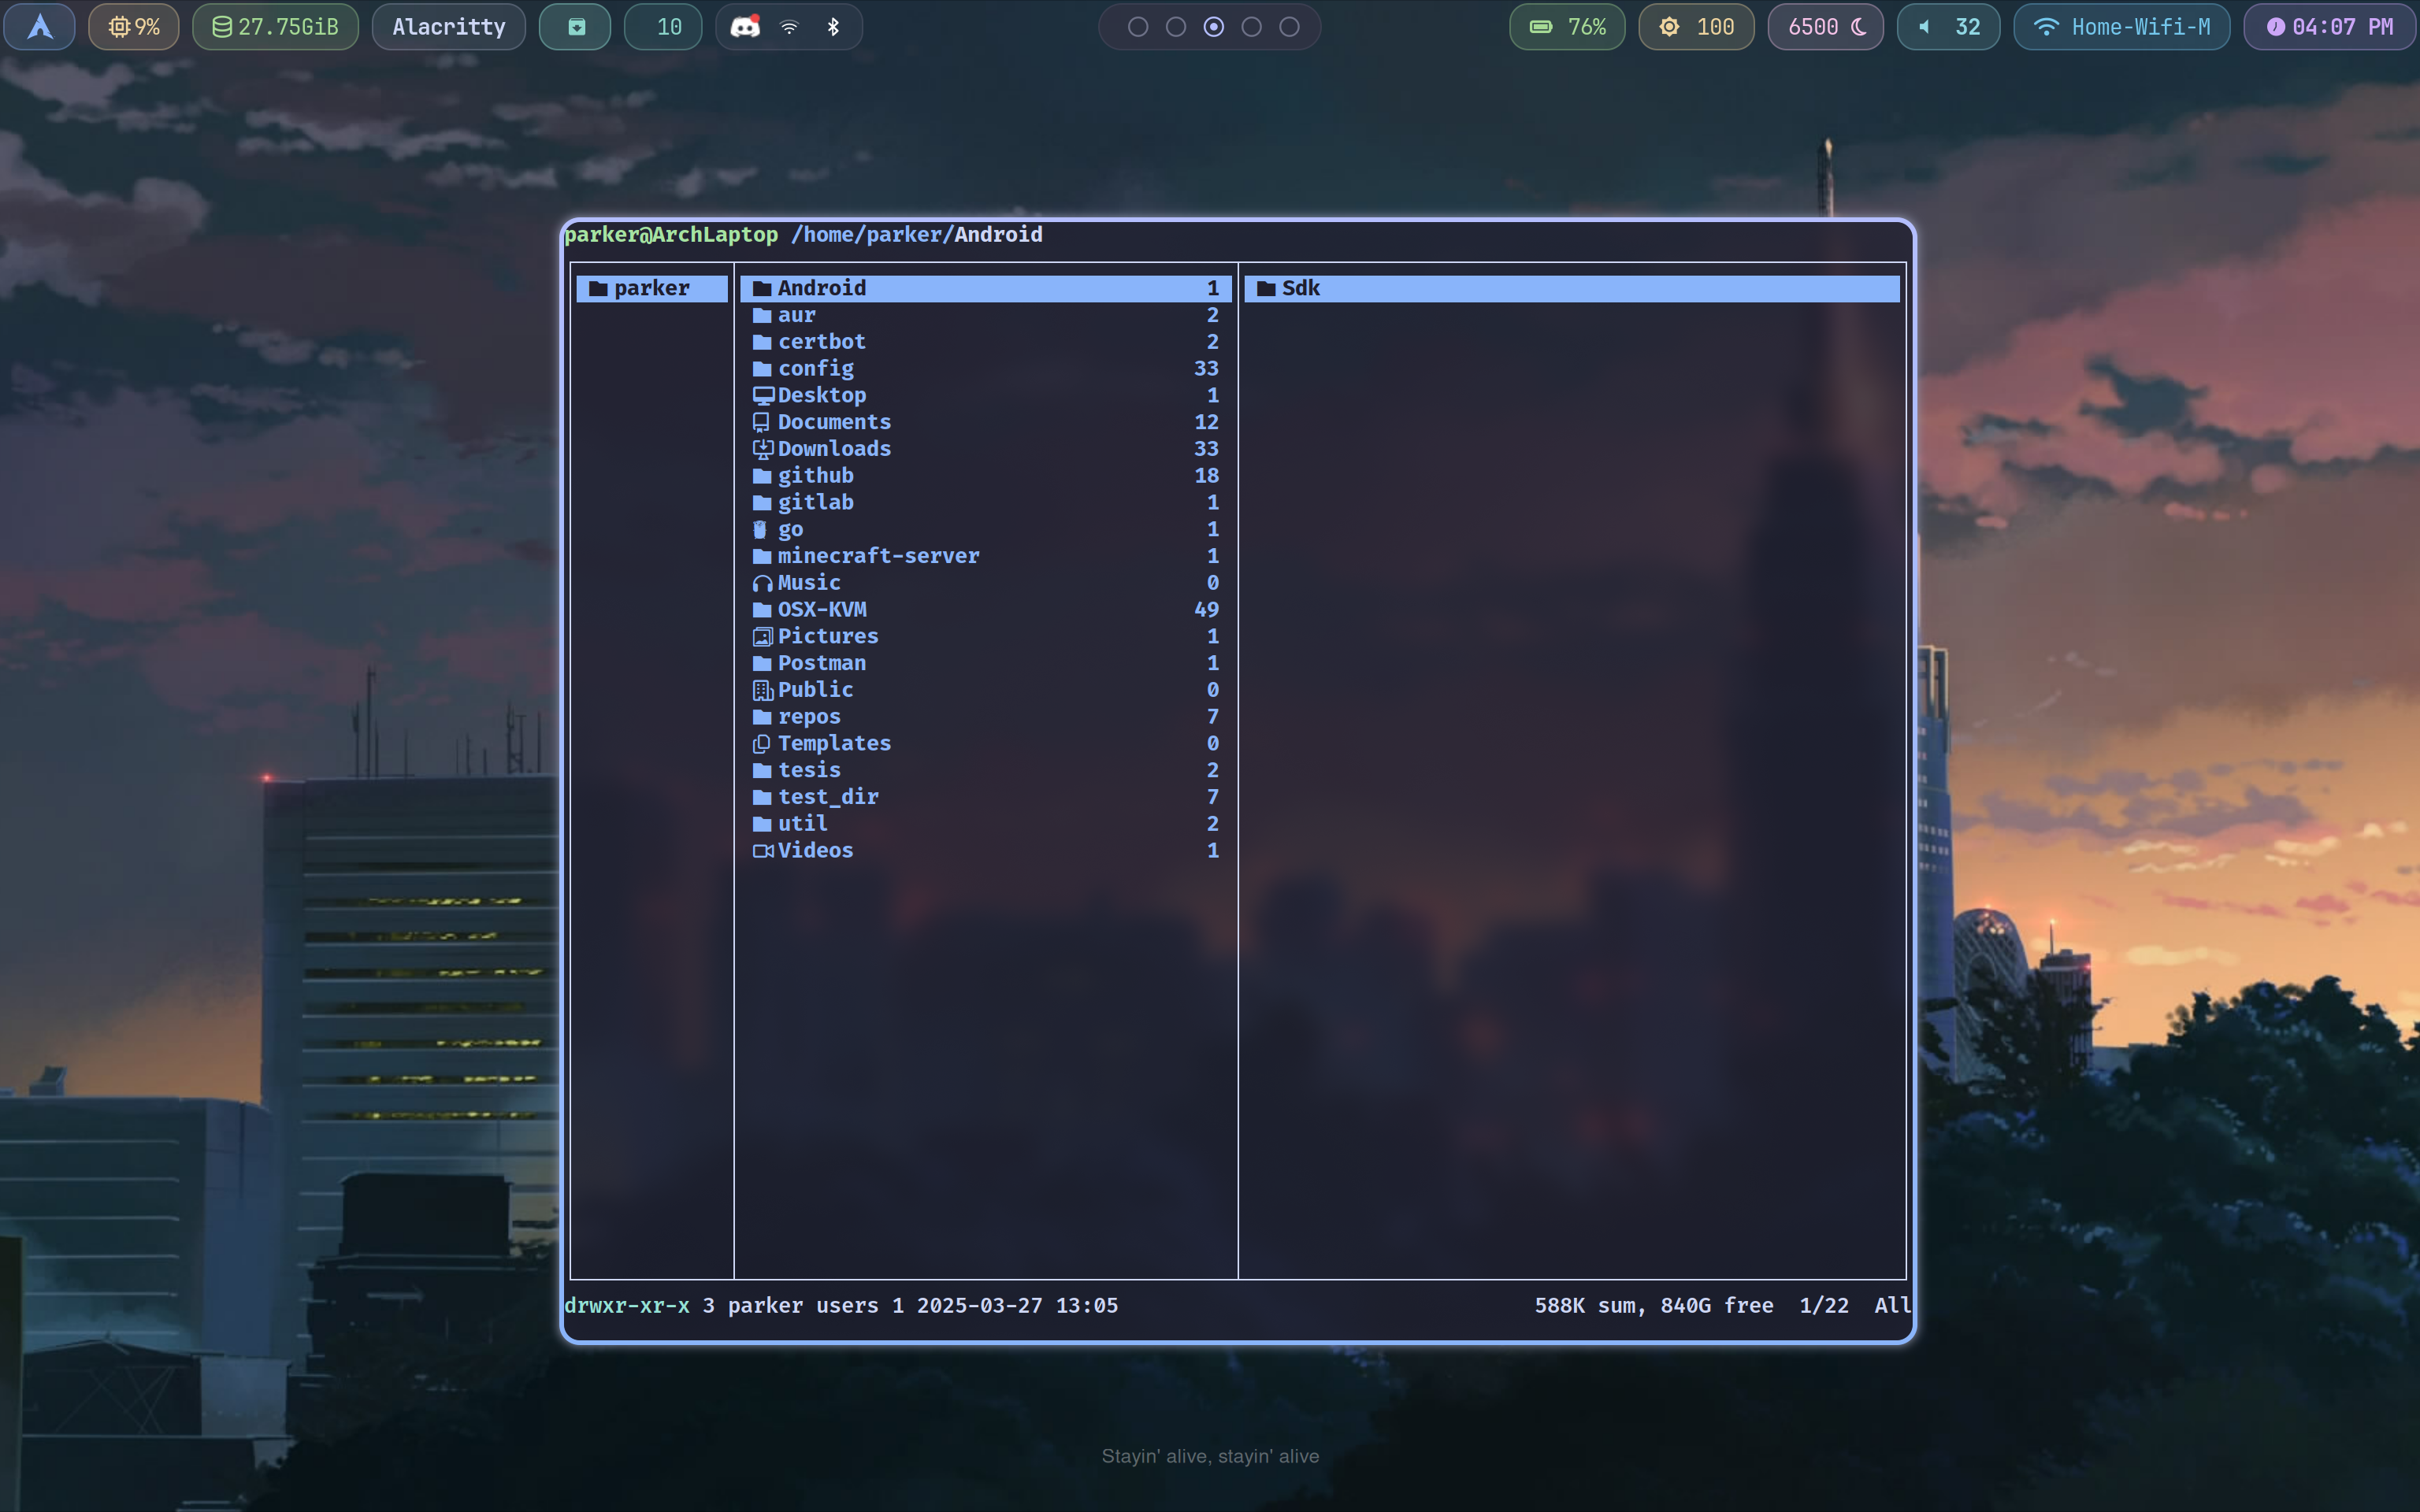 9% 27.75GiB Alacritty 10 76% 100 6500 32 Home-Wifi-M 04:07 PM
parker@ArchLaptop /home/parker/Android
parker Android 1 Sdk
aur 2
certbot 2
config 33
Desktop 1
Documents 12
Downloads 33
github 18
gitlab 1
go 1
minecraft-server 1
Music 0
OSX-KVM 49
Pictures 1
Postman 1
Public 0
repos 7
Templates 0
tesis 2
test_dir 7
util 2
Videos 1
drwxr-xr-x 3 parker users 1 2025-03-27 13:05 588K sum, 840G free 1/22 All
Stayin' alive, stayin' alive